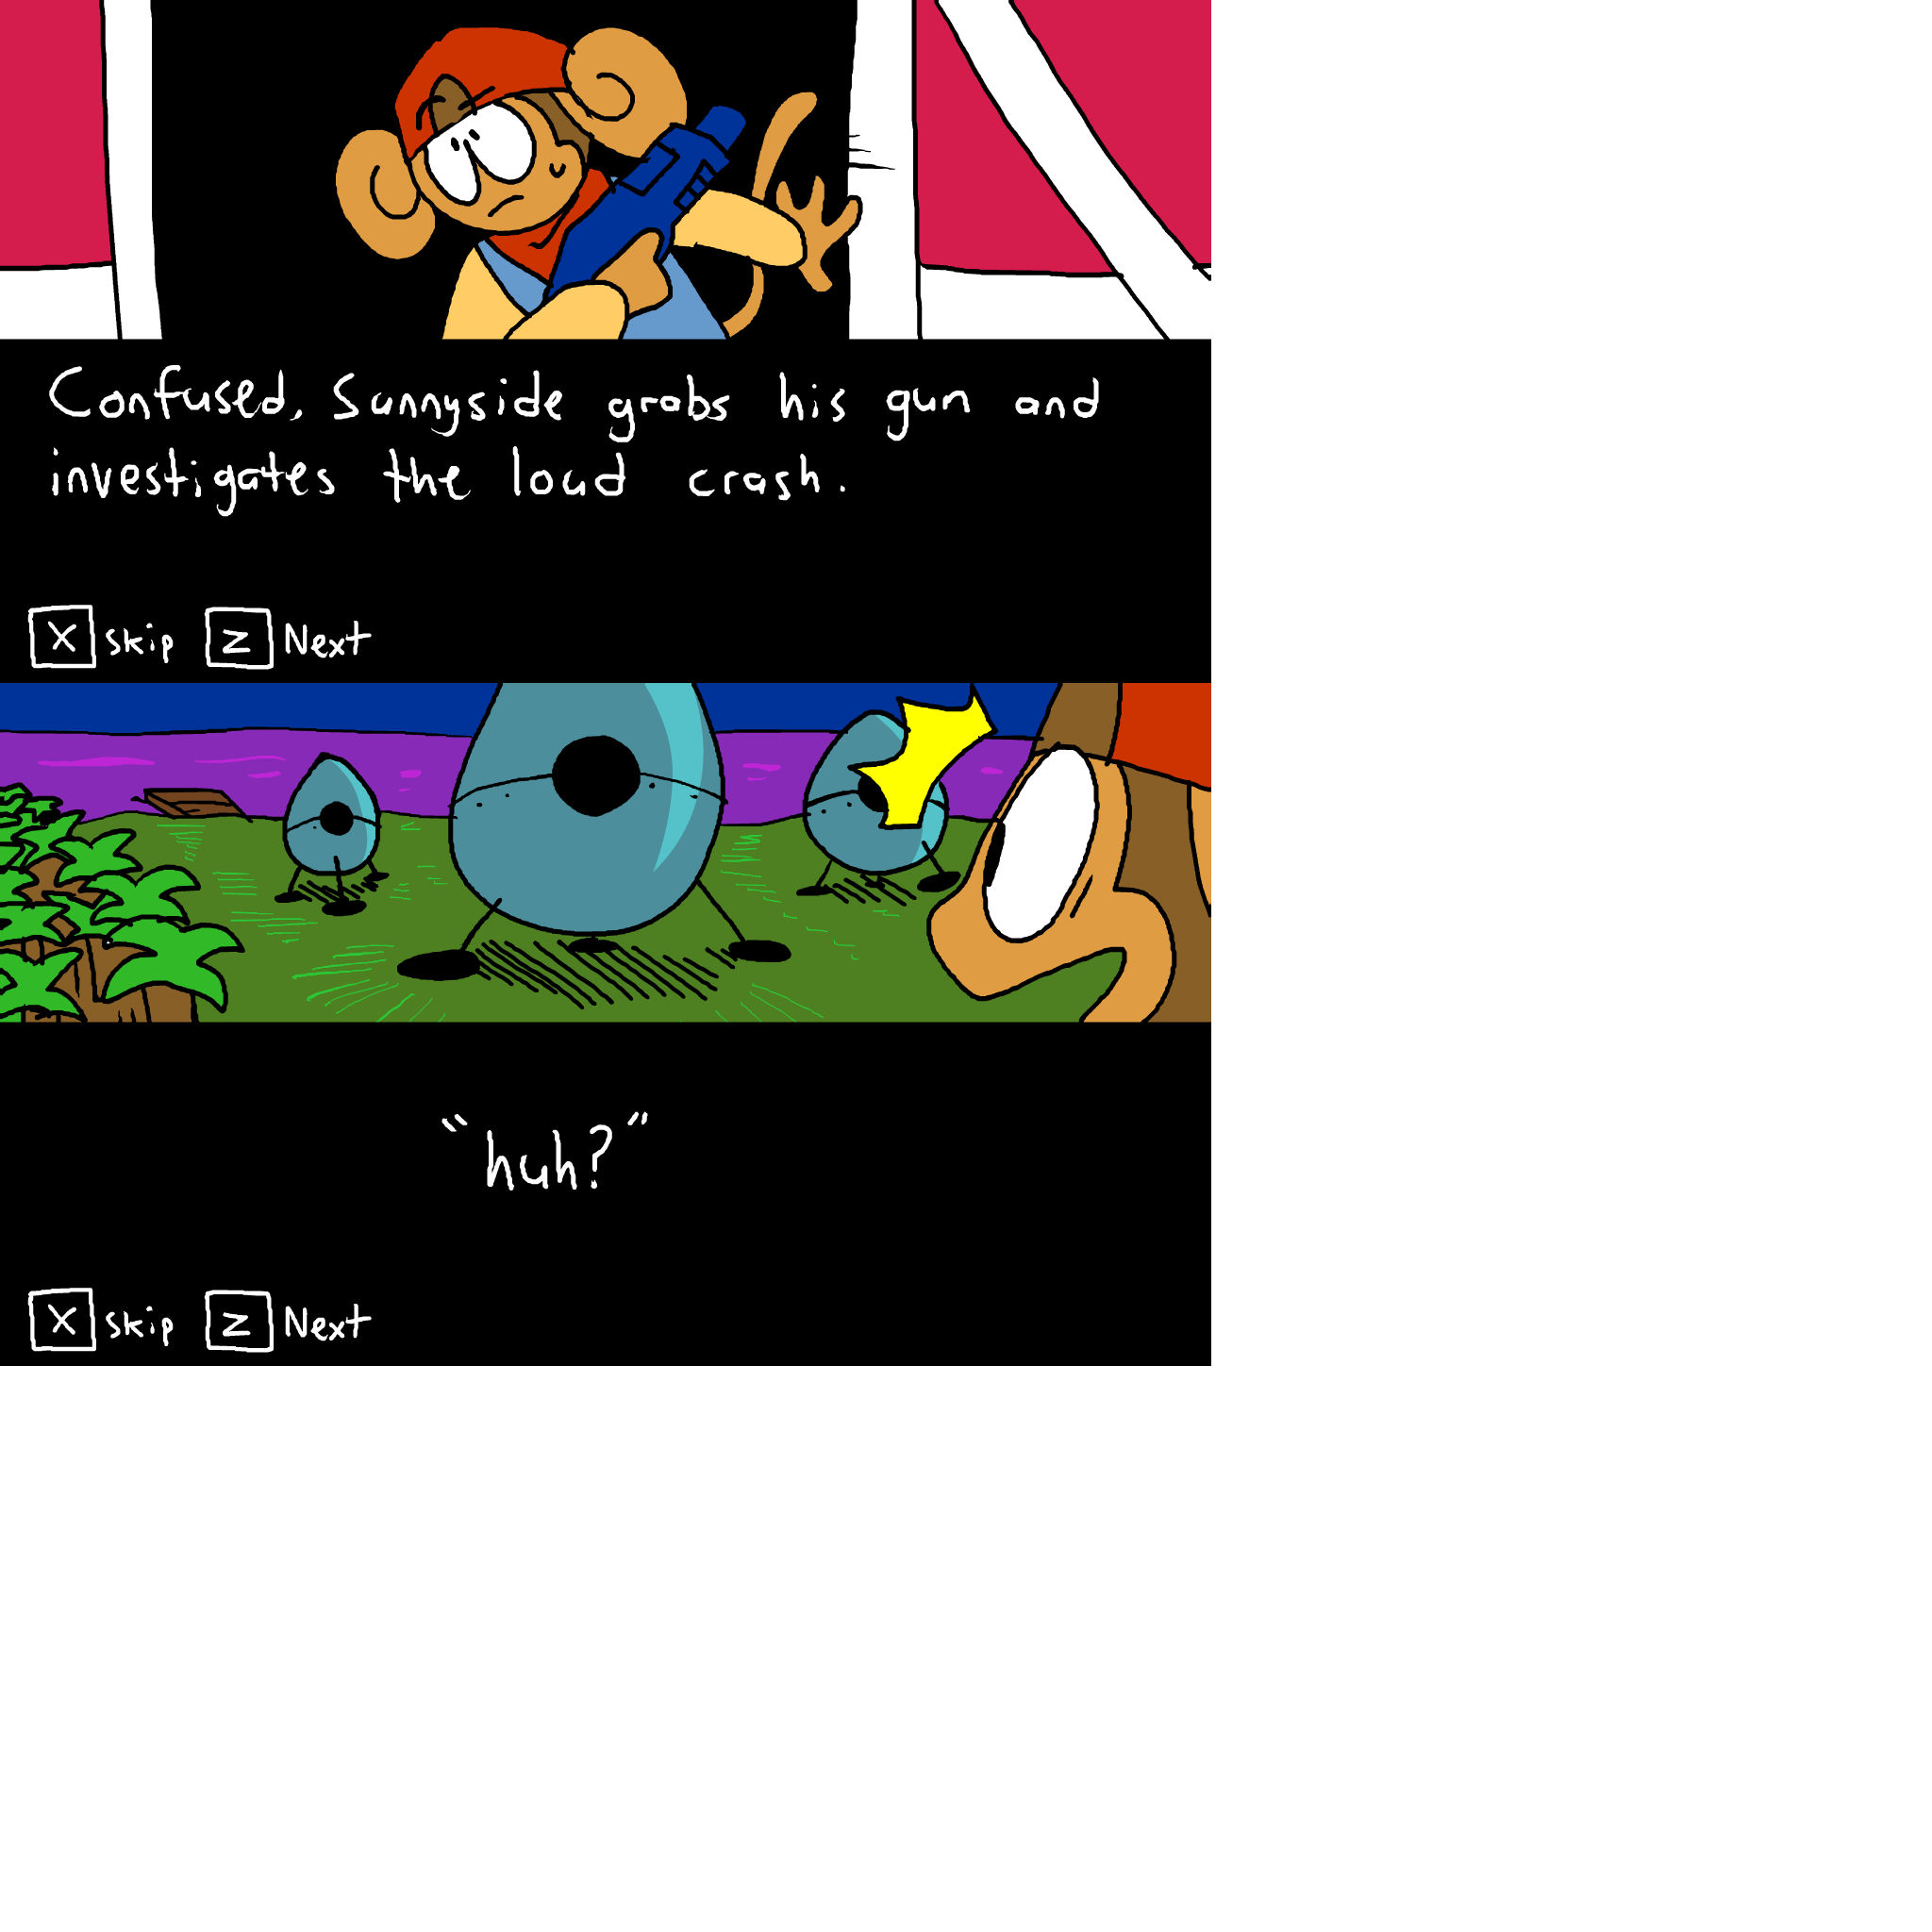 Confused, Sunnyside grabs his gun and
investigates the loud crash.
X Skip Z Next
"huh?"
X Skip Z Next